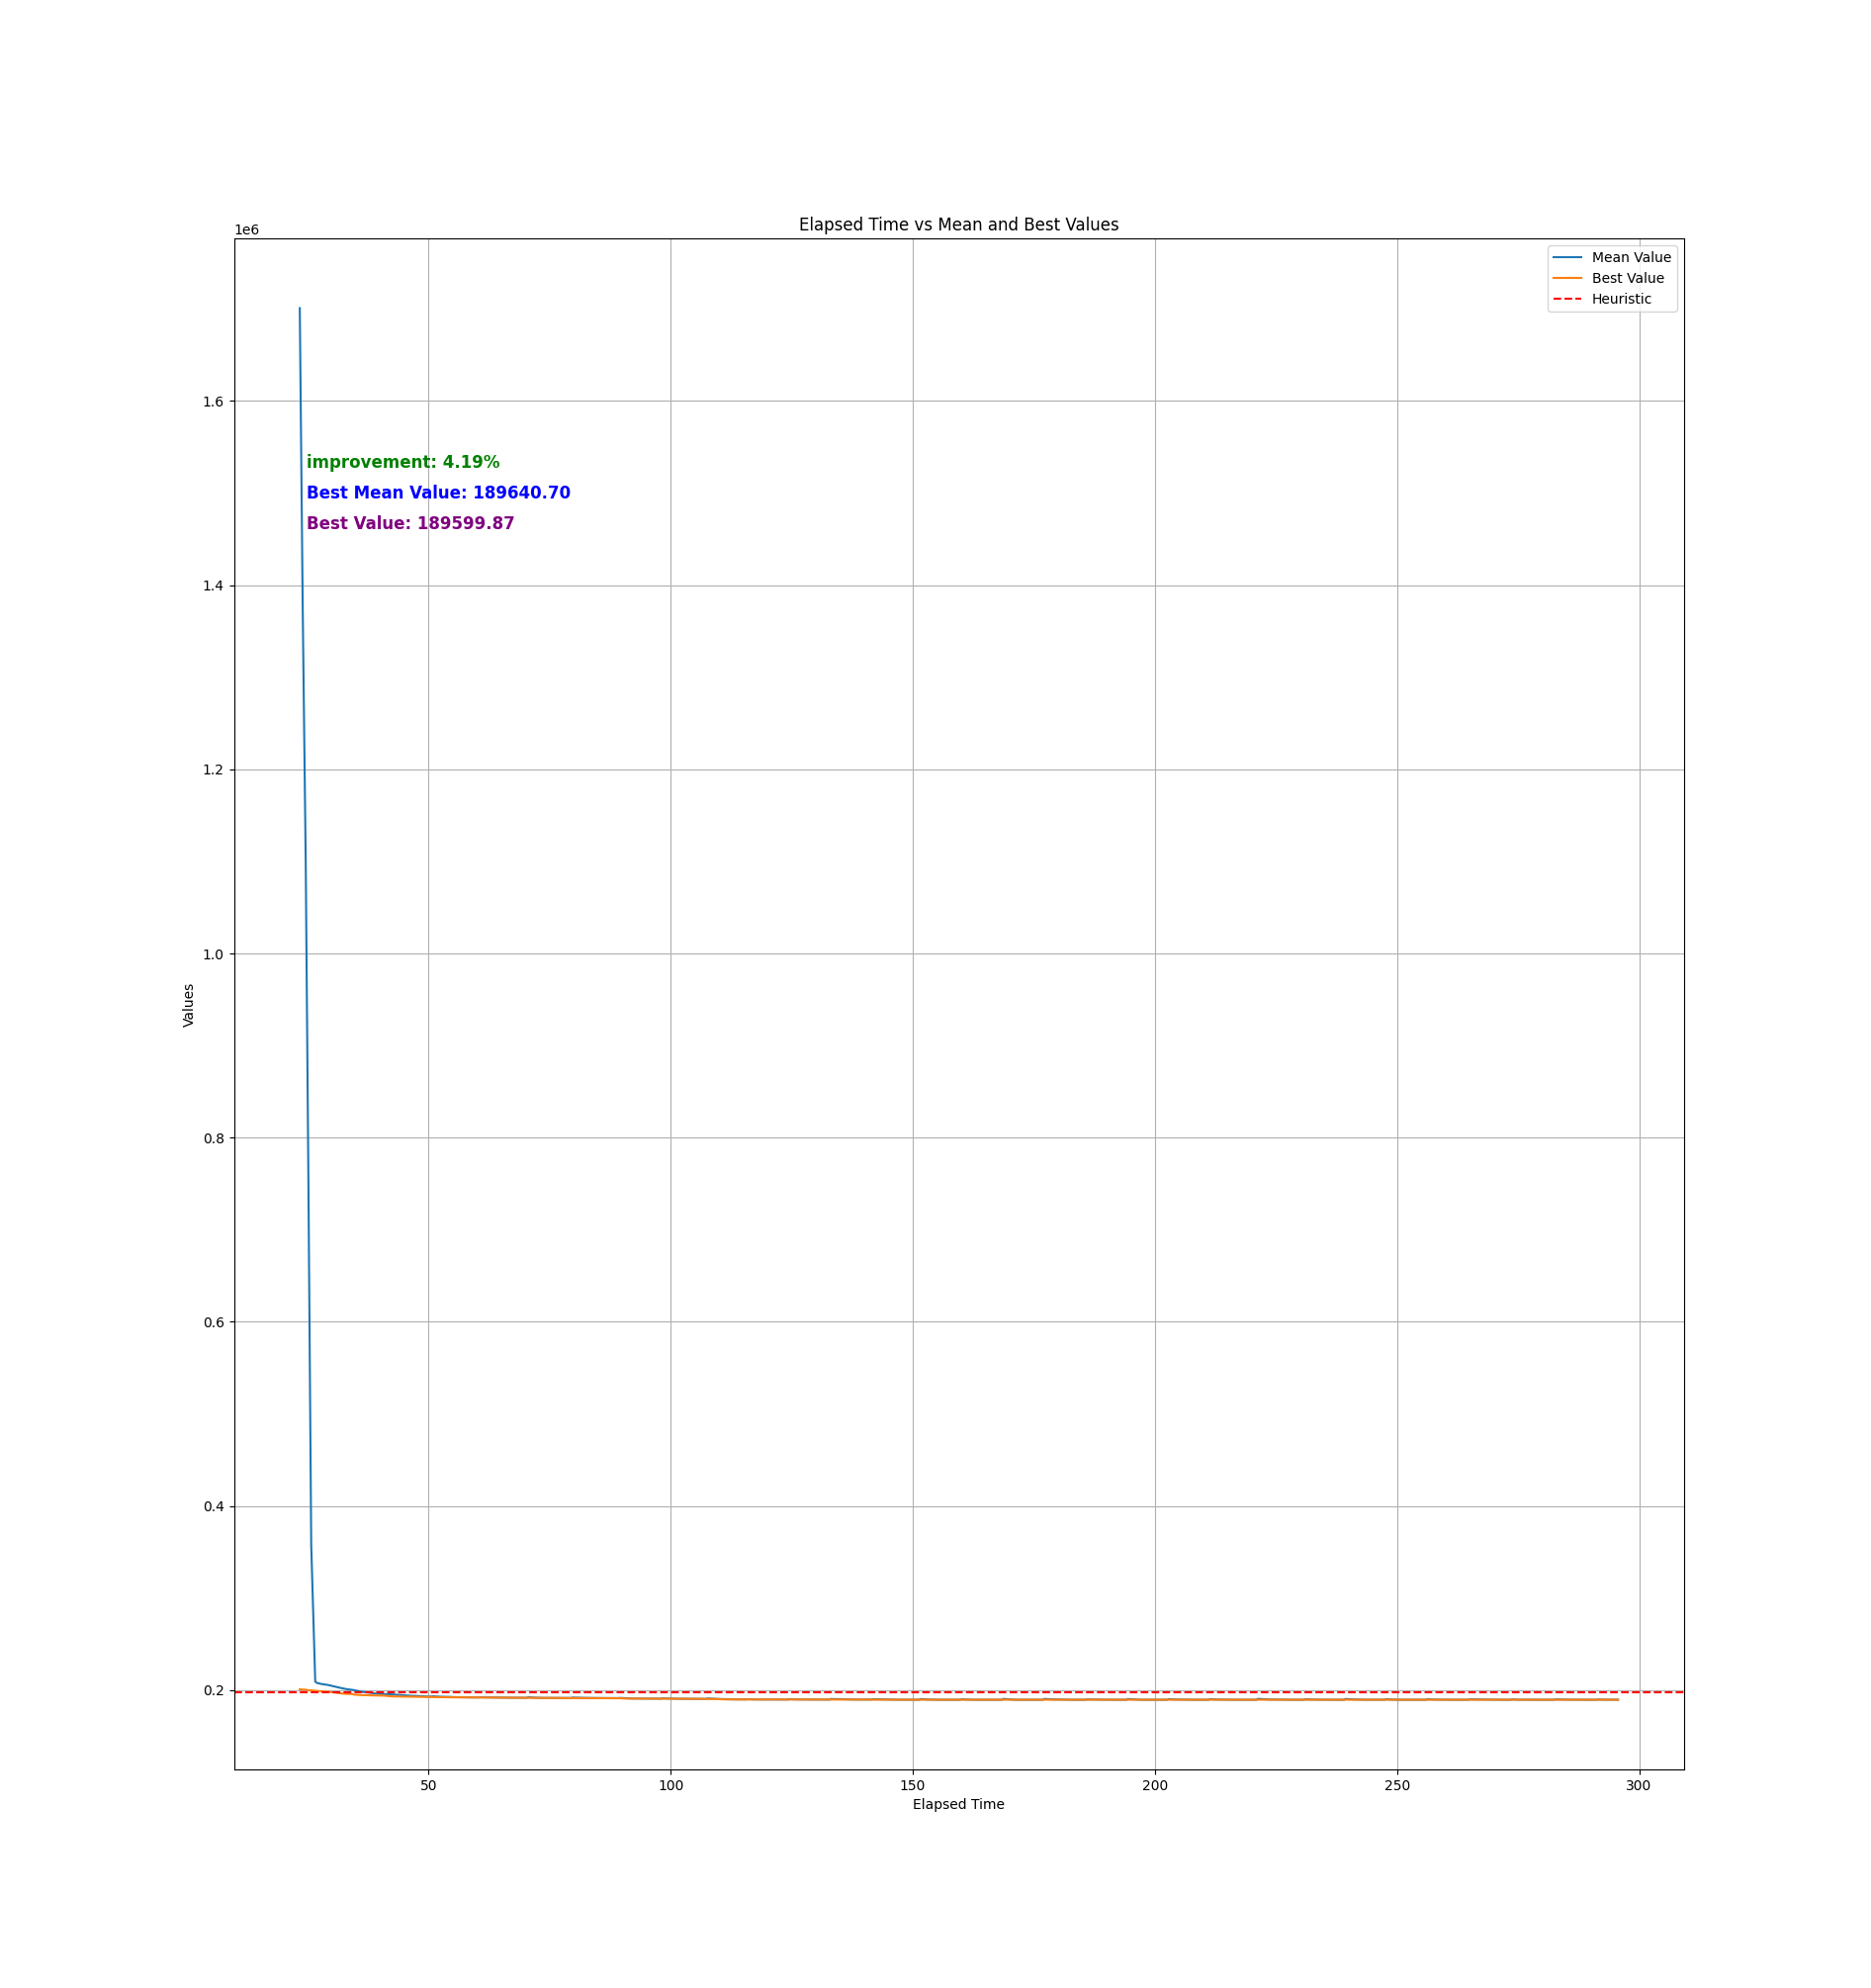 Elapsed Time vs Mean and Best Values
1e6
Mean Value
Best Value
Heuristic
1.6
improvement: 4.19%
Best Mean Value: 189640.70
Best Value: 189599.87
1.4
1.2
1.0
Values
0.8
0.6
0.4
0.2
50 100 150 200 250 300
Elapsed Time